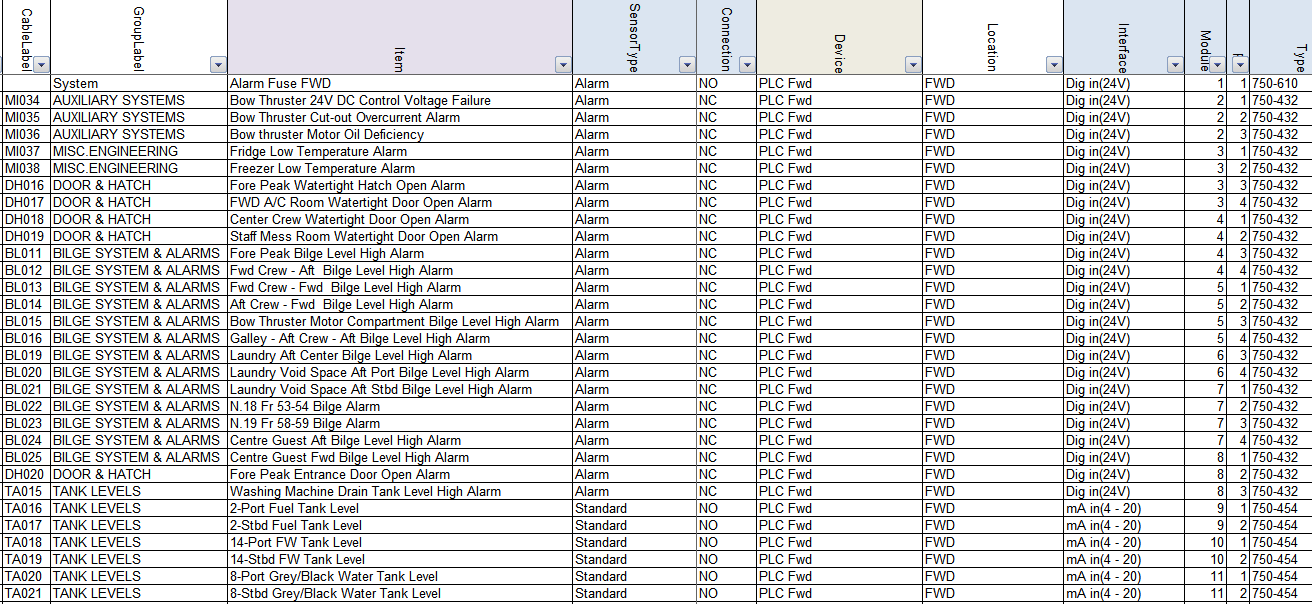 CableLabel GroupLabel Item SensorType Connection Device Location Interface Module Type
System Alarm Fuse FWD Alarm NO PLC Fwd FWD Dig in(24V) 1 1 750-610
MI034 AUXILIARY SYSTEMS Bow Thruster 24V DC Control Voltage Failure Alarm NC PLC Fwd FWD Dig in(24V) 2 1 750-432
MI035 AUXILIARY SYSTEMS Bow Thruster Cut-out Overcurrent Alarm Alarm NC PLC Fwd FWD Dig in(24V) 2 2 750-432
MI036 AUXILIARY SYSTEMS Bow thruster Motor Oil Deficiency Alarm NC PLC Fwd FWD Dig in(24V) 2 3 750-432
MI037 MISC.ENGINEERING Fridge Low Temperature Alarm Alarm NC PLC Fwd FWD Dig in(24V) 3 1 750-432
MI038 MISC.ENGINEERING Freezer Low Temperature Alarm Alarm NC PLC Fwd FWD Dig in(24V) 3 2 750-432
DH016 DOOR & HATCH Fore Peak Watertight Hatch Open Alarm Alarm NC PLC Fwd FWD Dig in(24V) 3 3 750-432
DH017 DOOR & HATCH FWD A/C Room Watertight Door Open Alarm Alarm NC PLC Fwd FWD Dig in(24V) 3 4 750-432
DH018 DOOR & HATCH Center Crew Watertight Door Open Alarm Alarm NC PLC Fwd FWD Dig in(24V) 4 1 750-432
DH019 DOOR & HATCH Staff Mess Room Watertight Door Open Alarm Alarm NC PLC Fwd FWD Dig in(24V) 4 2 750-432
BL011 BILGE SYSTEM & ALARMS Fore Peak Bilge Level High Alarm Alarm NC PLC Fwd FWD Dig in(24V) 4 3 750-432
BL012 BILGE SYSTEM & ALARMS Fwd Crew - Aft  Bilge Level High Alarm Alarm NC PLC Fwd FWD Dig in(24V) 4 4 750-432
BL013 BILGE SYSTEM & ALARMS Fwd Crew - Fwd  Bilge Level High Alarm Alarm NC PLC Fwd FWD Dig in(24V) 5 1 750-432
BL014 BILGE SYSTEM & ALARMS Aft Crew - Fwd  Bilge Level High Alarm Alarm NC PLC Fwd FWD Dig in(24V) 5 2 750-432
BL015 BILGE SYSTEM & ALARMS Bow Thruster Motor Compartment Bilge Level High Alarm Alarm NC PLC Fwd FWD Dig in(24V) 5 3 750-432
BL016 BILGE SYSTEM & ALARMS Galley - Aft Crew - Aft Bilge Level High Alarm Alarm NC PLC Fwd FWD Dig in(24V) 5 4 750-432
BL019 BILGE SYSTEM & ALARMS Laundry Aft Center Bilge Level High Alarm Alarm NC PLC Fwd FWD Dig in(24V) 6 3 750-432
BL020 BILGE SYSTEM & ALARMS Laundry Void Space Aft Port Bilge Level High Alarm Alarm NC PLC Fwd FWD Dig in(24V) 6 4 750-432
BL021 BILGE SYSTEM & ALARMS Laundry Void Space Aft Stbd Bilge Level High Alarm Alarm NC PLC Fwd FWD Dig in(24V) 7 1 750-432
BL022 BILGE SYSTEM & ALARMS N.18 Fr 53-54 Bilge Alarm Alarm NC PLC Fwd FWD Dig in(24V) 7 2 750-432
BL023 BILGE SYSTEM & ALARMS N.19 Fr 58-59 Bilge Alarm Alarm NC PLC Fwd FWD Dig in(24V) 7 3 750-432
BL024 BILGE SYSTEM & ALARMS Centre Guest Aft Bilge Level High Alarm Alarm NC PLC Fwd FWD Dig in(24V) 7 4 750-432
BL025 BILGE SYSTEM & ALARMS Centre Guest Fwd Bilge Level High Alarm Alarm NC PLC Fwd FWD Dig in(24V) 8 1 750-432
DH020 DOOR & HATCH Fore Peak Entrance Door Open Alarm Alarm NC PLC Fwd FWD Dig in(24V) 8 2 750-432
TA015 TANK LEVELS Washing Machine Drain Tank Level High Alarm Alarm NC PLC Fwd FWD Dig in(24V) 8 3 750-432
TA016 TANK LEVELS 2-Port Fuel Tank Level Standard NO PLC Fwd FWD mA in(4 - 20) 9 1 750-454
TA017 TANK LEVELS 2-Stbd Fuel Tank Level Standard NO PLC Fwd FWD mA in(4 - 20) 9 2 750-454
TA018 TANK LEVELS 14-Port FW Tank Level Standard NO PLC Fwd FWD mA in(4 - 20) 10 1 750-454
TA019 TANK LEVELS 14-Stbd FW Tank Level Standard NO PLC Fwd FWD mA in(4 - 20) 10 2 750-454
TA020 TANK LEVELS 8-Port Grey/Black Water Tank Level Standard NO PLC Fwd FWD mA in(4 - 20) 11 1 750-454
TA021 TANK LEVELS 8-Stbd Grey/Black Water Tank Level Standard NO PLC Fwd FWD mA in(4 - 20) 11 2 750-454